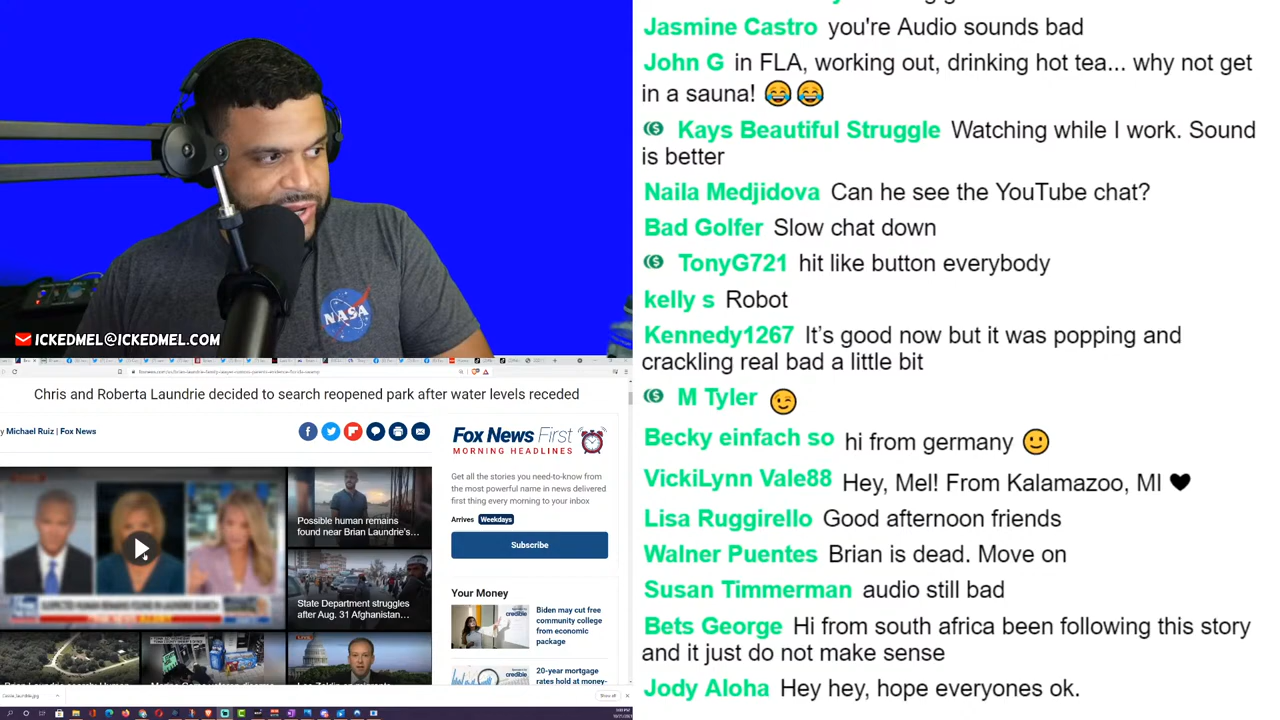 NASA
ICKEDMEL@ICKEDMEL.COM
Chris and Roberta Laundrie decided to search reopened park after water levels receded
Michael Ruiz | Fox News
Possible human remains
found near Brian Laundrie's...
State Department struggles
after Aug. 31 Afghanistan...
Fox News First
MORNING HEADLINES
Get all the stories you need-to-know from
the most powerful name in news delivered
first thing every morning to your inbox
Arrives Weekdays
Subscribe
Your Money
Biden may cut free
community college
from economic
package
20-year mortgage
rates hold at money-
Show all
Jasmine Castro you're Audio sounds bad
John G in FLA, working out, drinking hot tea... why not get
in a sauna! 😂😂
Kays Beautiful Struggle Watching while I work. Sound
is better
Naila Medjidova Can he see the YouTube chat?
Bad Golfer Slow chat down
TonyG721 hit like button everybody
kelly s Robot
Kennedy1267 It’s good now but it was popping and
crackling real bad a little bit
M Tyler 😉
Becky einfach so hi from germany 🙂
VickiLynn Vale88 Hey, Mel! From Kalamazoo, MI 🖤
Lisa Ruggirello Good afternoon friends
Walner Puentes Brian is dead. Move on
Susan Timmerman audio still bad
Bets George Hi from south africa been following this story
and it just do not make sense
Jody Aloha Hey hey, hope everyones ok.